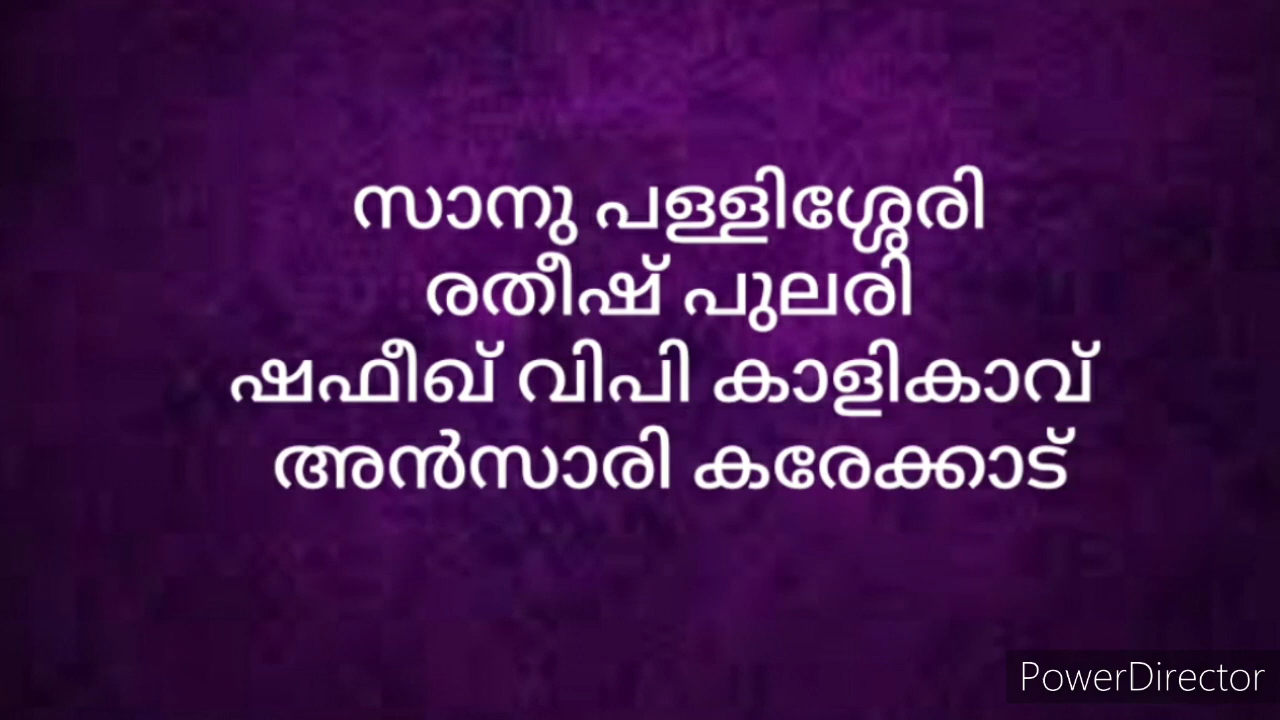 സാനു പള്ളിശ്ശേരി
രതീഷ് പുലരി
ഷഫീഖ് വിപി കാളികാവ്
അൻസാരി കരേക്കാട്
PowerDirector